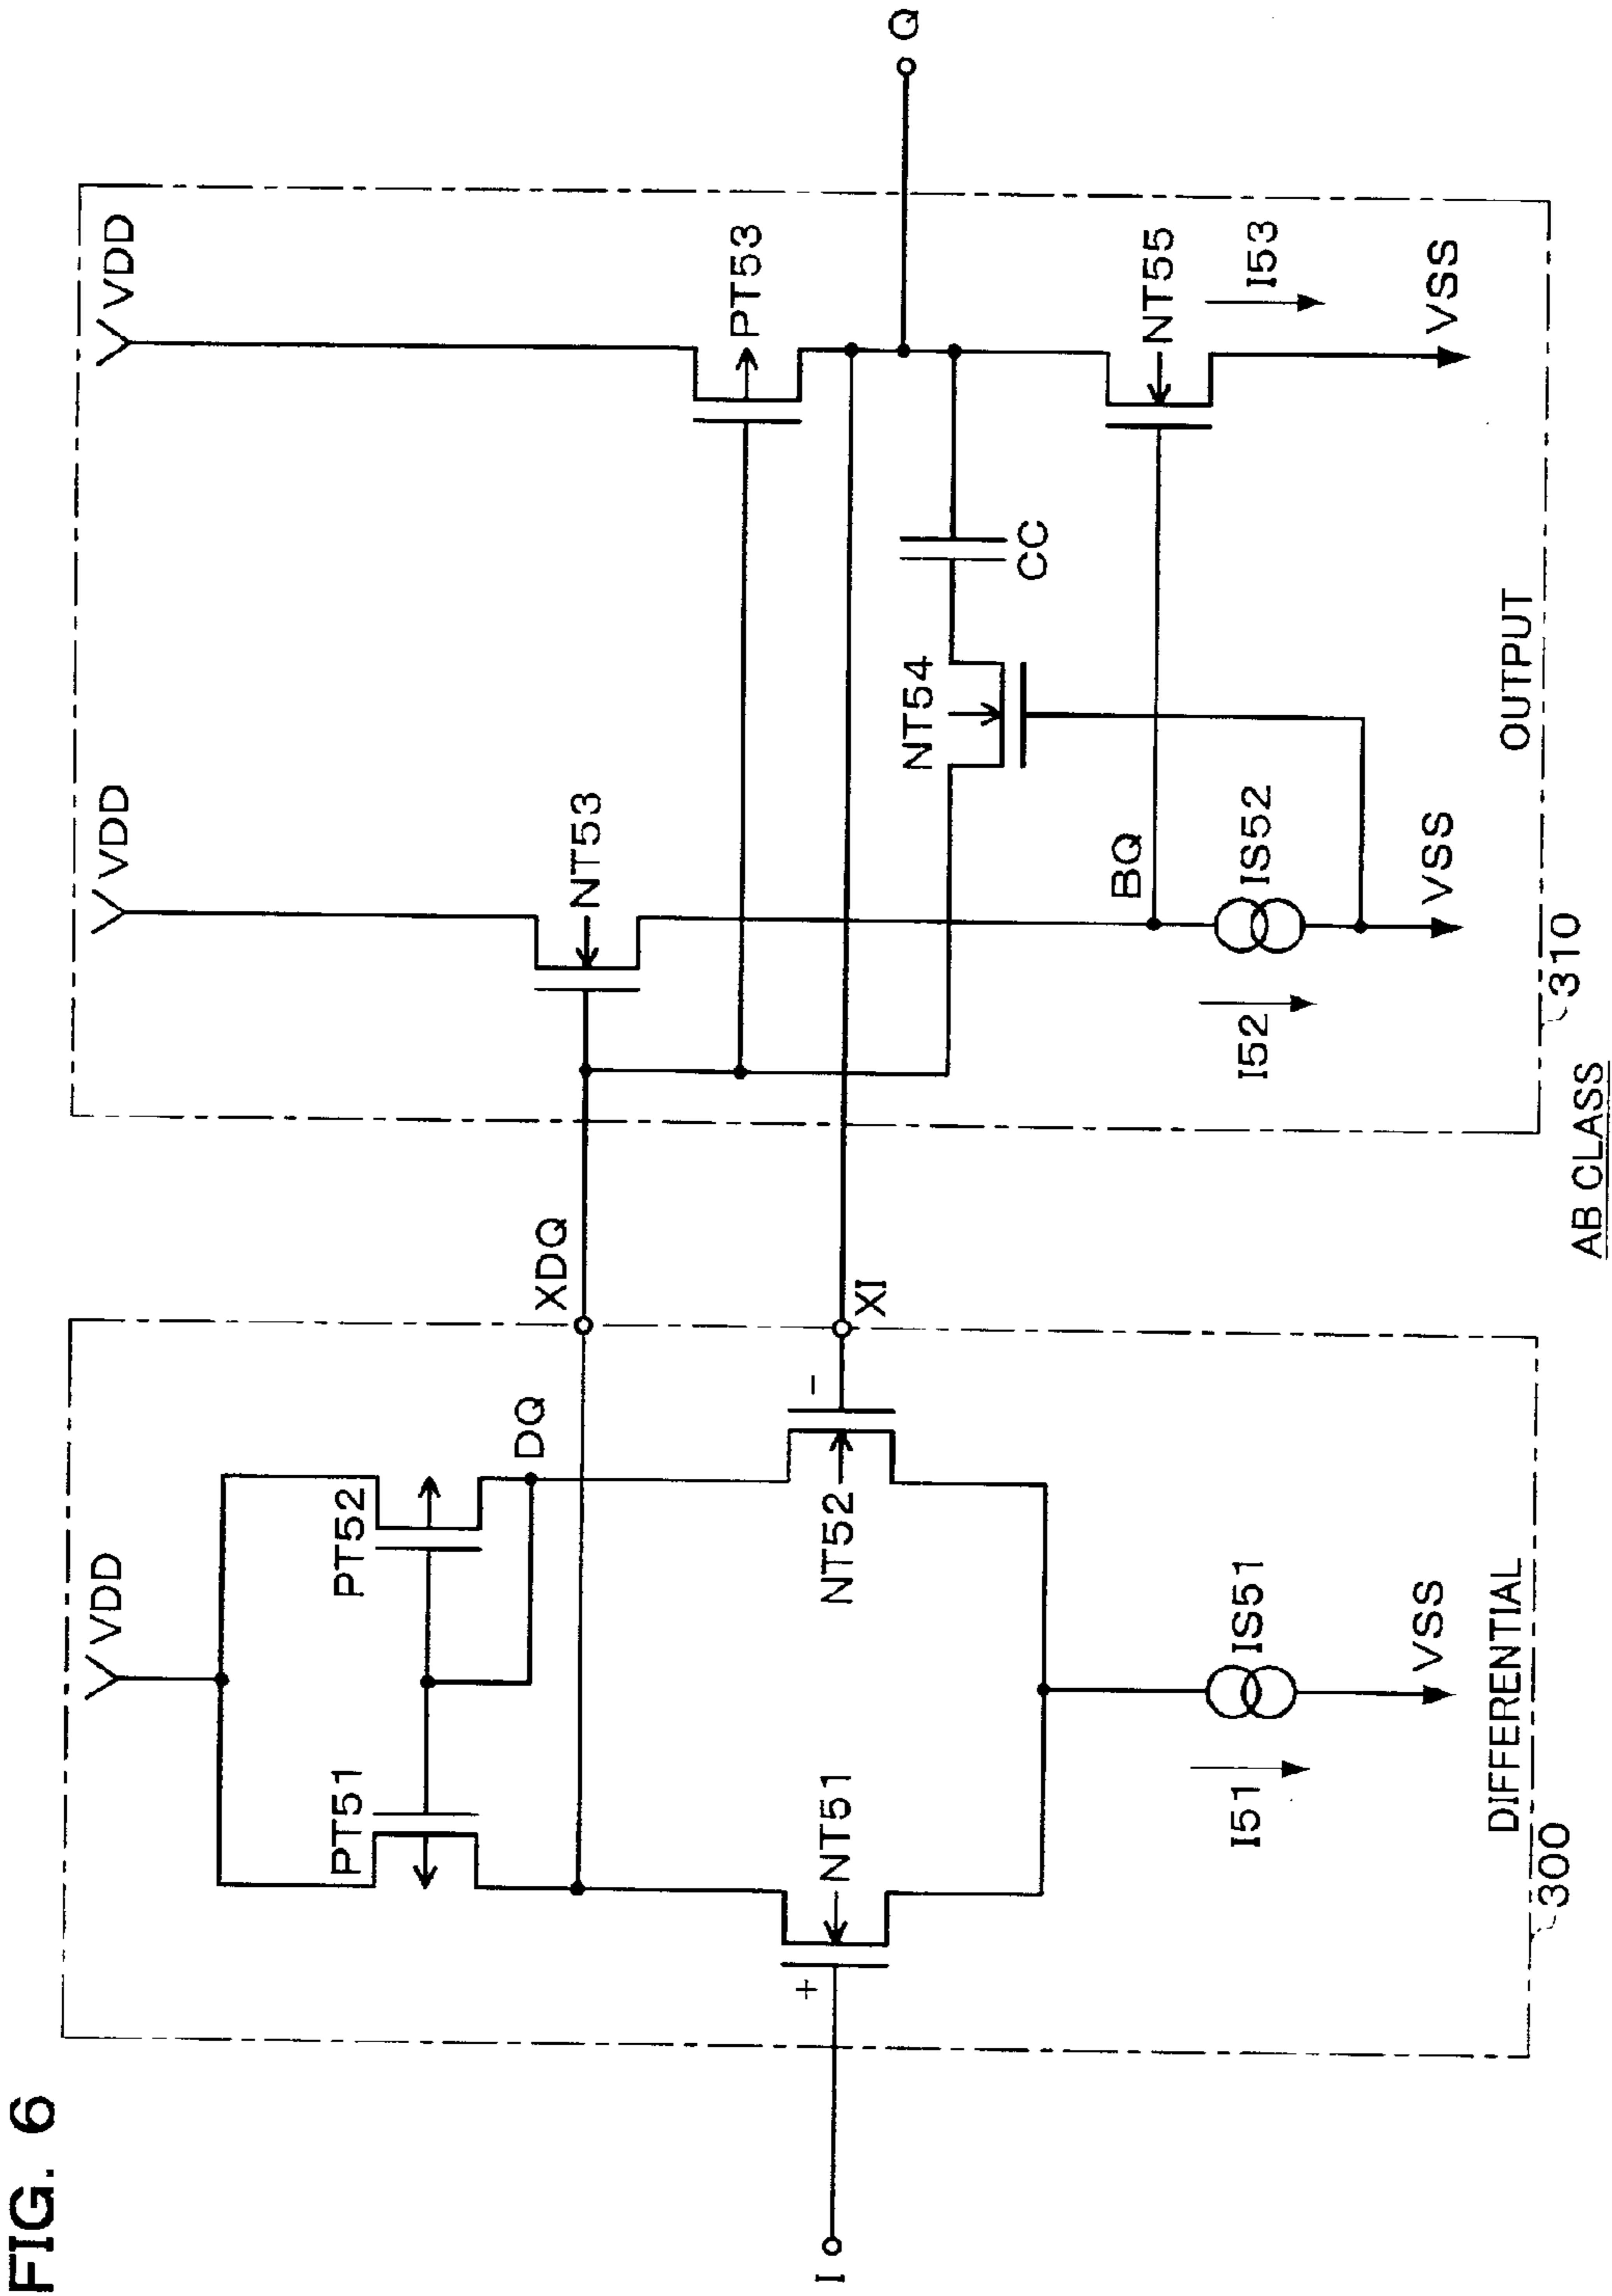 FIG. 6
VDD
PT51
PT52
DQ
XDQ
I
+
NT51
NT52
-
XI
I51
IS51
VSS
DIFFERENTIAL
300
VDD
VDD
NT53
PT53
Q
NT54
CC
BQ
NT55
I52
IS52
I53
VSS
VSS
OUTPUT
310
AB CLASS